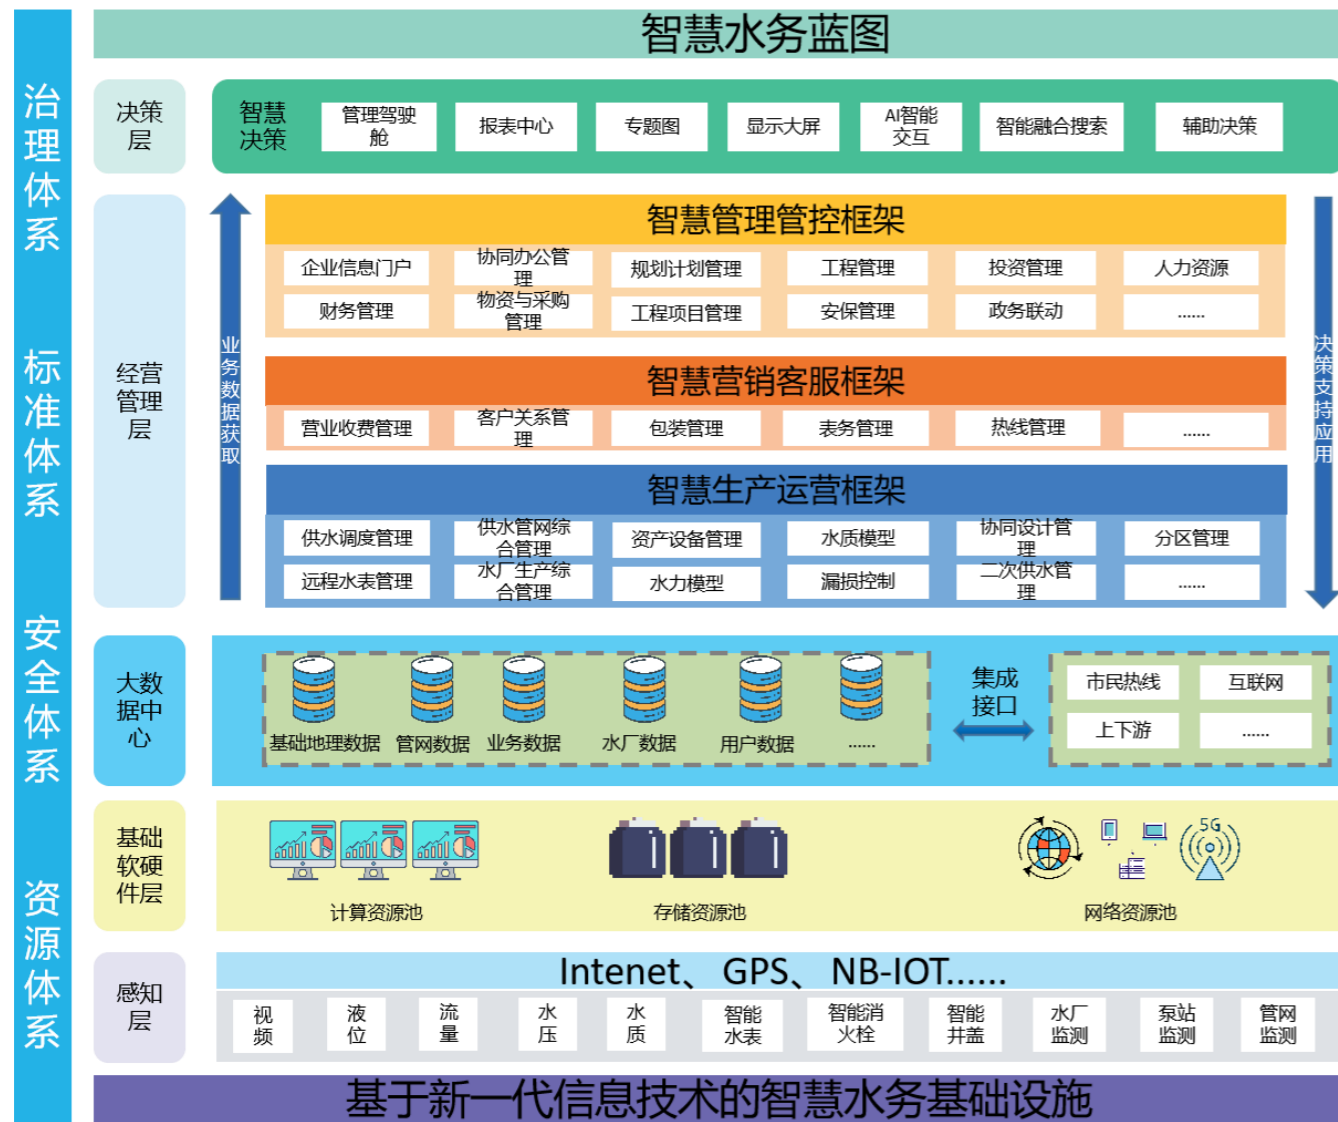 智慧水务蓝图
治理体系
标准体系
安全体系
资源体系
决策
层
智慧
决策
管理驾驶
舱
报表中心
专题图
显示大屏
AI智能
交互
智能融合搜索
辅助决策
经营
管理
层
业务数据获取
决策支持应用
智慧管理管控框架
企业信息门户
协同办公管
理
规划计划管理
工程管理
投资管理
人力资源
财务管理
物资与采购
管理
工程项目管理
安保管理
政务联动
......
智慧营销客服框架
营业收费管理
客户关系管
理
包装管理
表务管理
热线管理
......
智慧生产运营框架
供水调度管理
供水管网综
合管理
资产设备管理
水质模型
协同设计管
理
分区管理
远程水表管理
水厂生产综
合管理
水力模型
漏损控制
二次供水管
理
......
大数
据中
心
基础地理数据
管网数据
业务数据
水厂数据
用户数据
......
集成
接口
市民热线
互联网
上下游
......
基础
软硬
件层
计算资源池
存储资源池
5G
网络资源池
感知
层
Intenet、GPS、NB-IOT......
视
频
液
位
流
量
水
压
水
质
智能
水表
智能消
火栓
智能
井盖
水厂
监测
泵站
监测
管网
监测
基于新一代信息技术的智慧水务基础设施